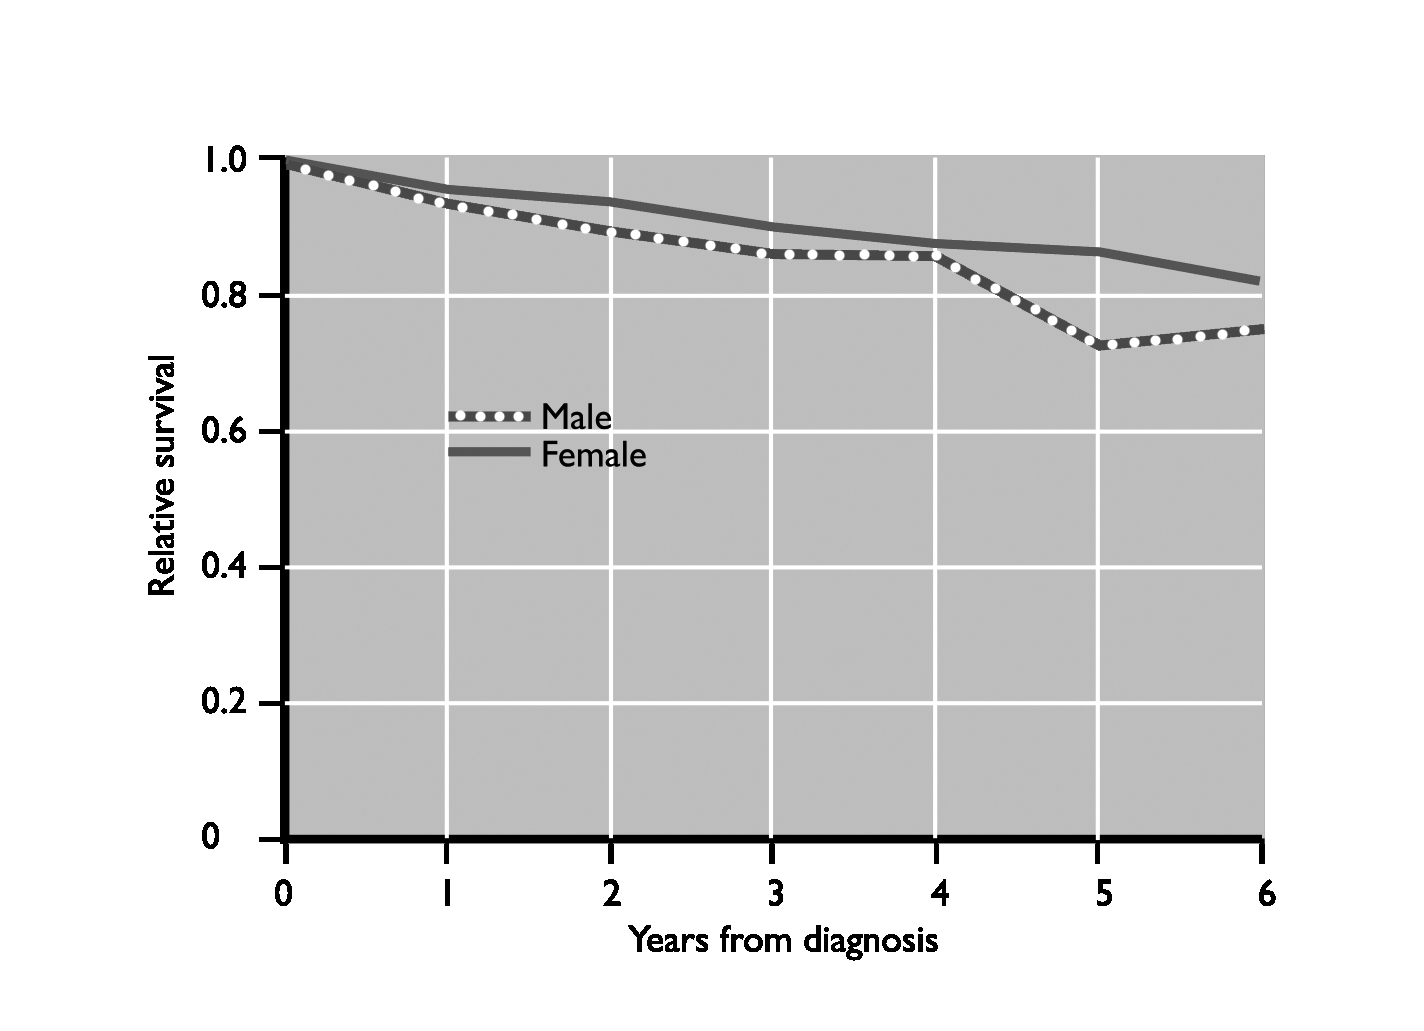 1.0
0.8
0.6
0.4
0.2
0
Relative survival
Male
Female
0 1 2 3 4 5 6
Years from diagnosis